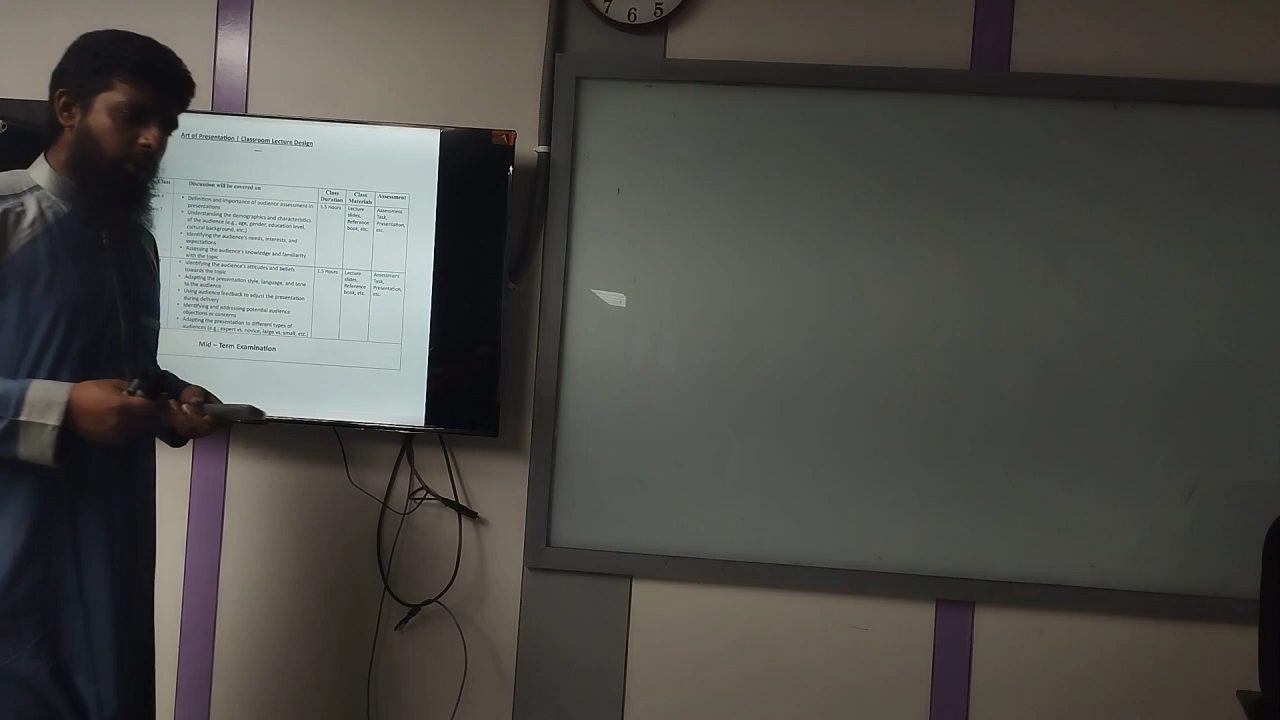 7 6 5
Art of Presentation | Classroom Lecture Design
Class
Discussion will be covered on
Class
Duration
Class
Materials
Assessment
• Definition and importance of audience assessment in
presentations
• Understanding the demographics and characteristics
of the audience (e.g., age, gender, education level,
cultural background, etc.)
• Identifying the audience's needs, interests, and
expectations
• Assessing the audience's knowledge and familiarity
with the topic
1.5 Hours
Lecture
slides,
Reference
book, etc.
Assessment
Task,
Presentation,
etc.
• Identifying the audience's attitudes and beliefs
towards the topic
• Adapting the presentation style, language, and tone
to the audience
• Using audience feedback to adjust the presentation
during delivery
• Identifying and addressing potential audience
objections or concerns
• Adapting the presentation to different types of
audiences (e.g., expert vs. novice, large vs. small, etc.)
1.5 Hours
Lecture
slides,
Reference
book, etc.
Assessment
Task,
Presentation,
etc.
Mid – Term Examination